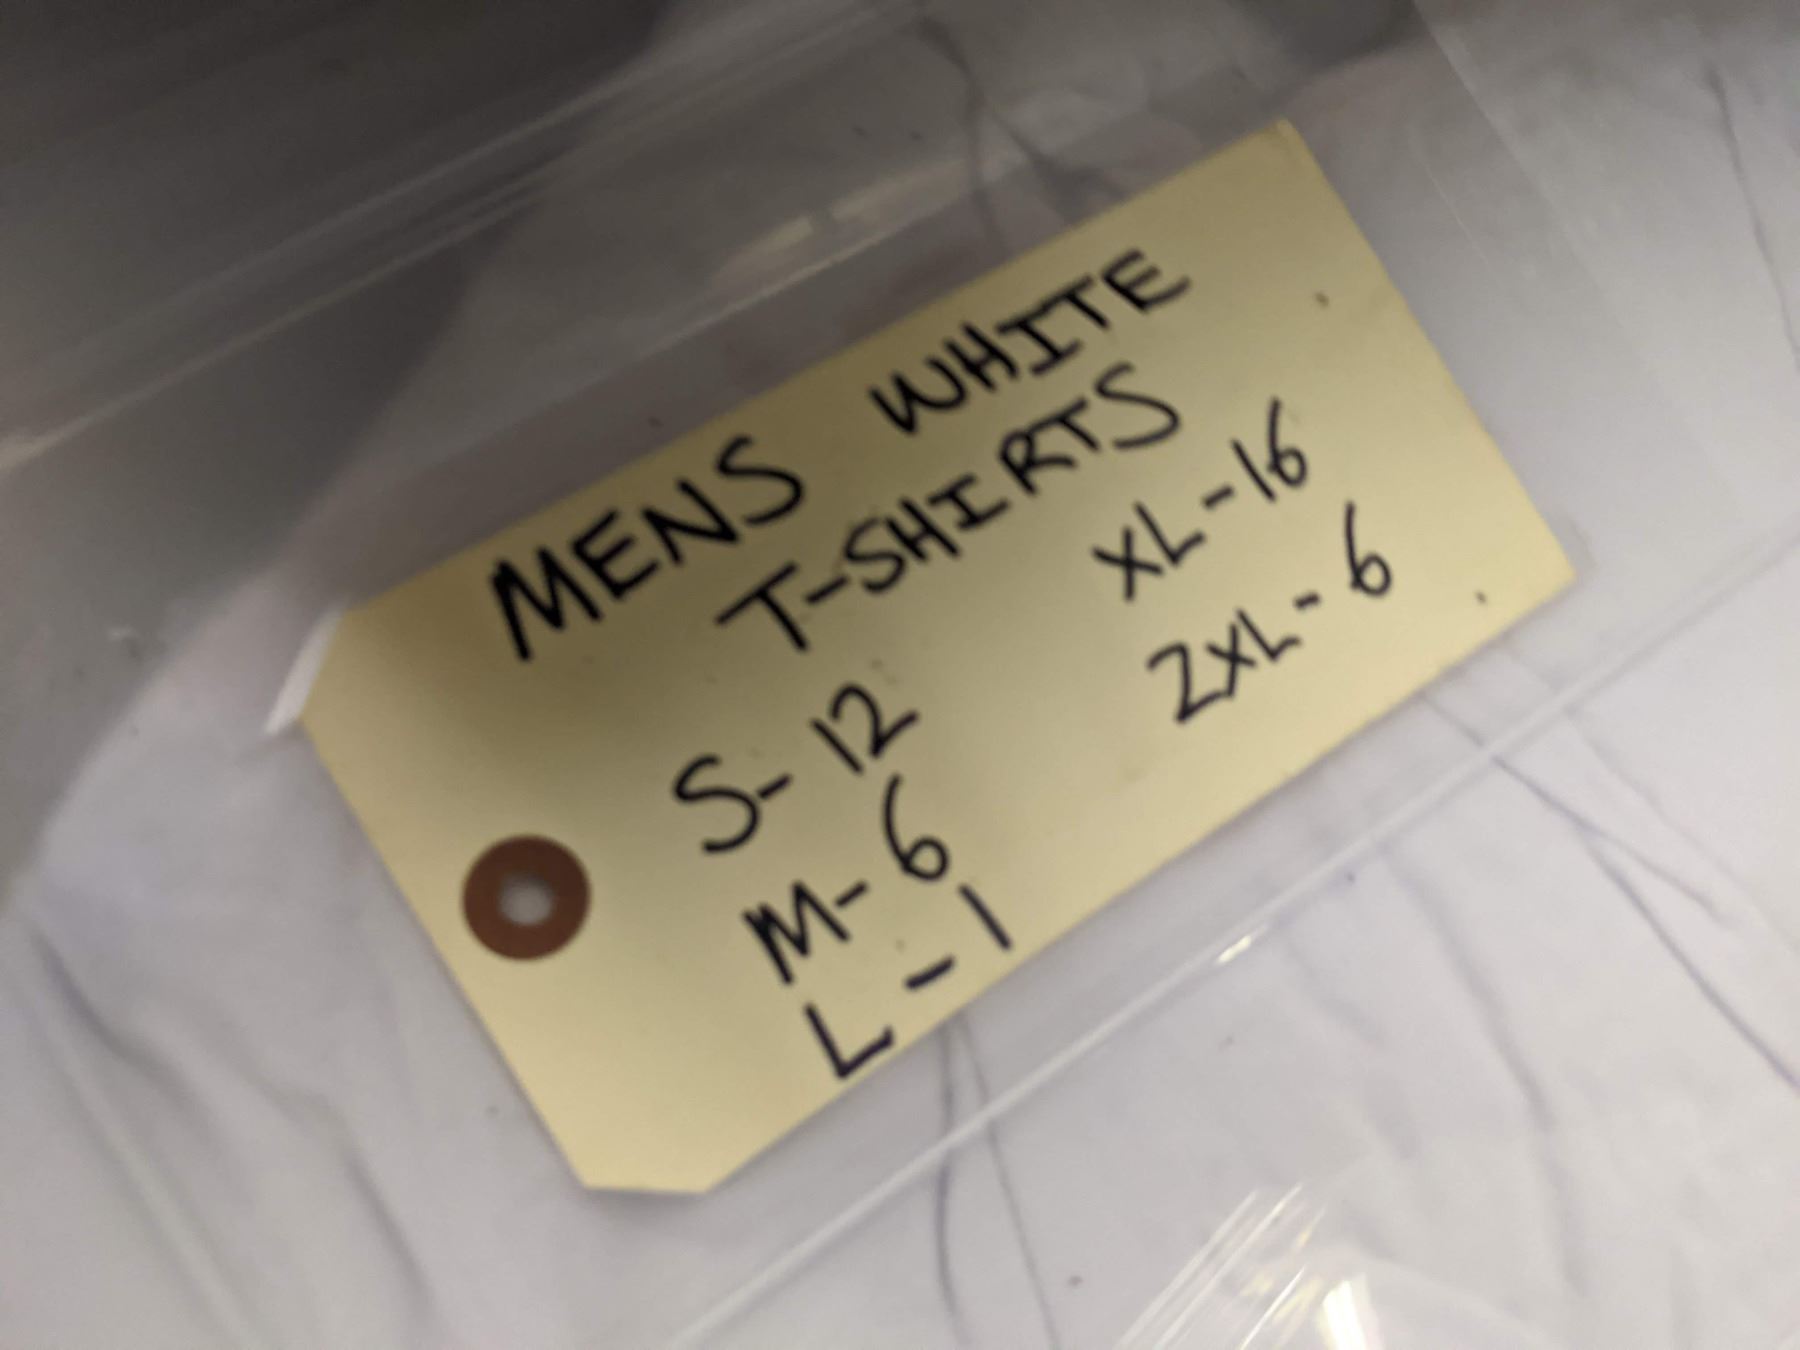 MENS WHITE
T-SHIRTS
S- 12
M- 6
L - 1
XL - 16
2XL - 6